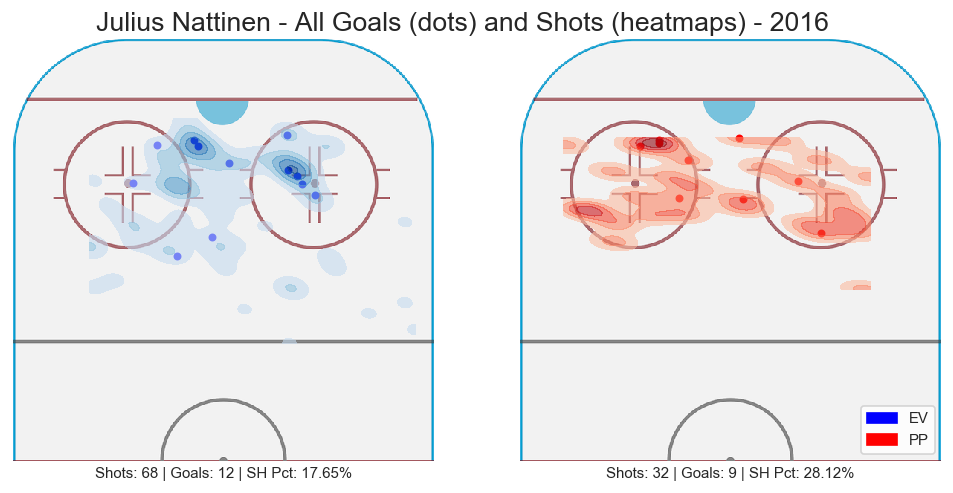 Julius Nattinen - All Goals (dots) and Shots (heatmaps) - 2016
EV
PP
Shots: 68 | Goals: 12 | SH Pct: 17.65%
Shots: 32 | Goals: 9 | SH Pct: 28.12%